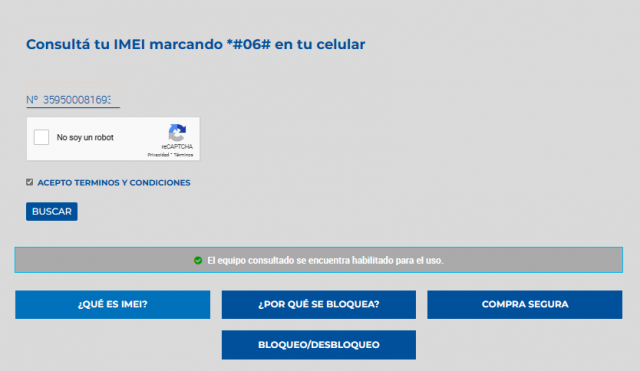 Consultá tu IMEI marcando *#06# en tu celular
Nº 35950008169
No soy un robot
reCAPTCHA
Privacidad - Términos
ACEPTO TERMINOS Y CONDICIONES
BUSCAR
El equipo consultado se encuentra habilitado para el uso.
¿QUÉ ES IMEI?
¿POR QUÉ SE BLOQUEA?
COMPRA SEGURA
BLOQUEO/DESBLOQUEO